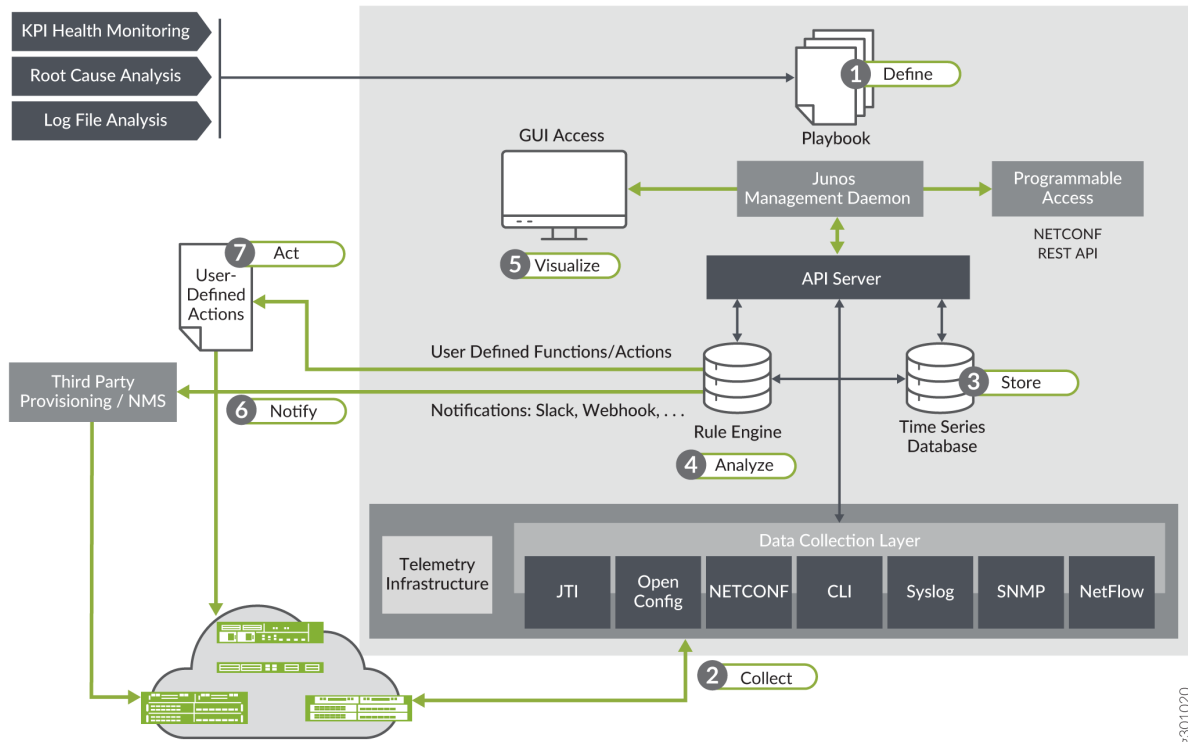 KPI Health Monitoring
Root Cause Analysis
Log File Analysis
1 Define
Playbook
GUI Access
Junos
Management Daemon
Programmable
Access
NETCONF
REST API
5 Visualize
API Server
7 Act
User-
Defined
Actions
User Defined Functions/Actions
Third Party
Provisioning / NMS
6 Notify
Notifications: Slack, Webhook, . . .
Rule Engine
4 Analyze
3 Store
Time Series
Database
Telemetry
Infrastructure
Data Collection Layer
JTI
Open
Config
NETCONF
CLI
Syslog
SNMP
NetFlow
2 Collect